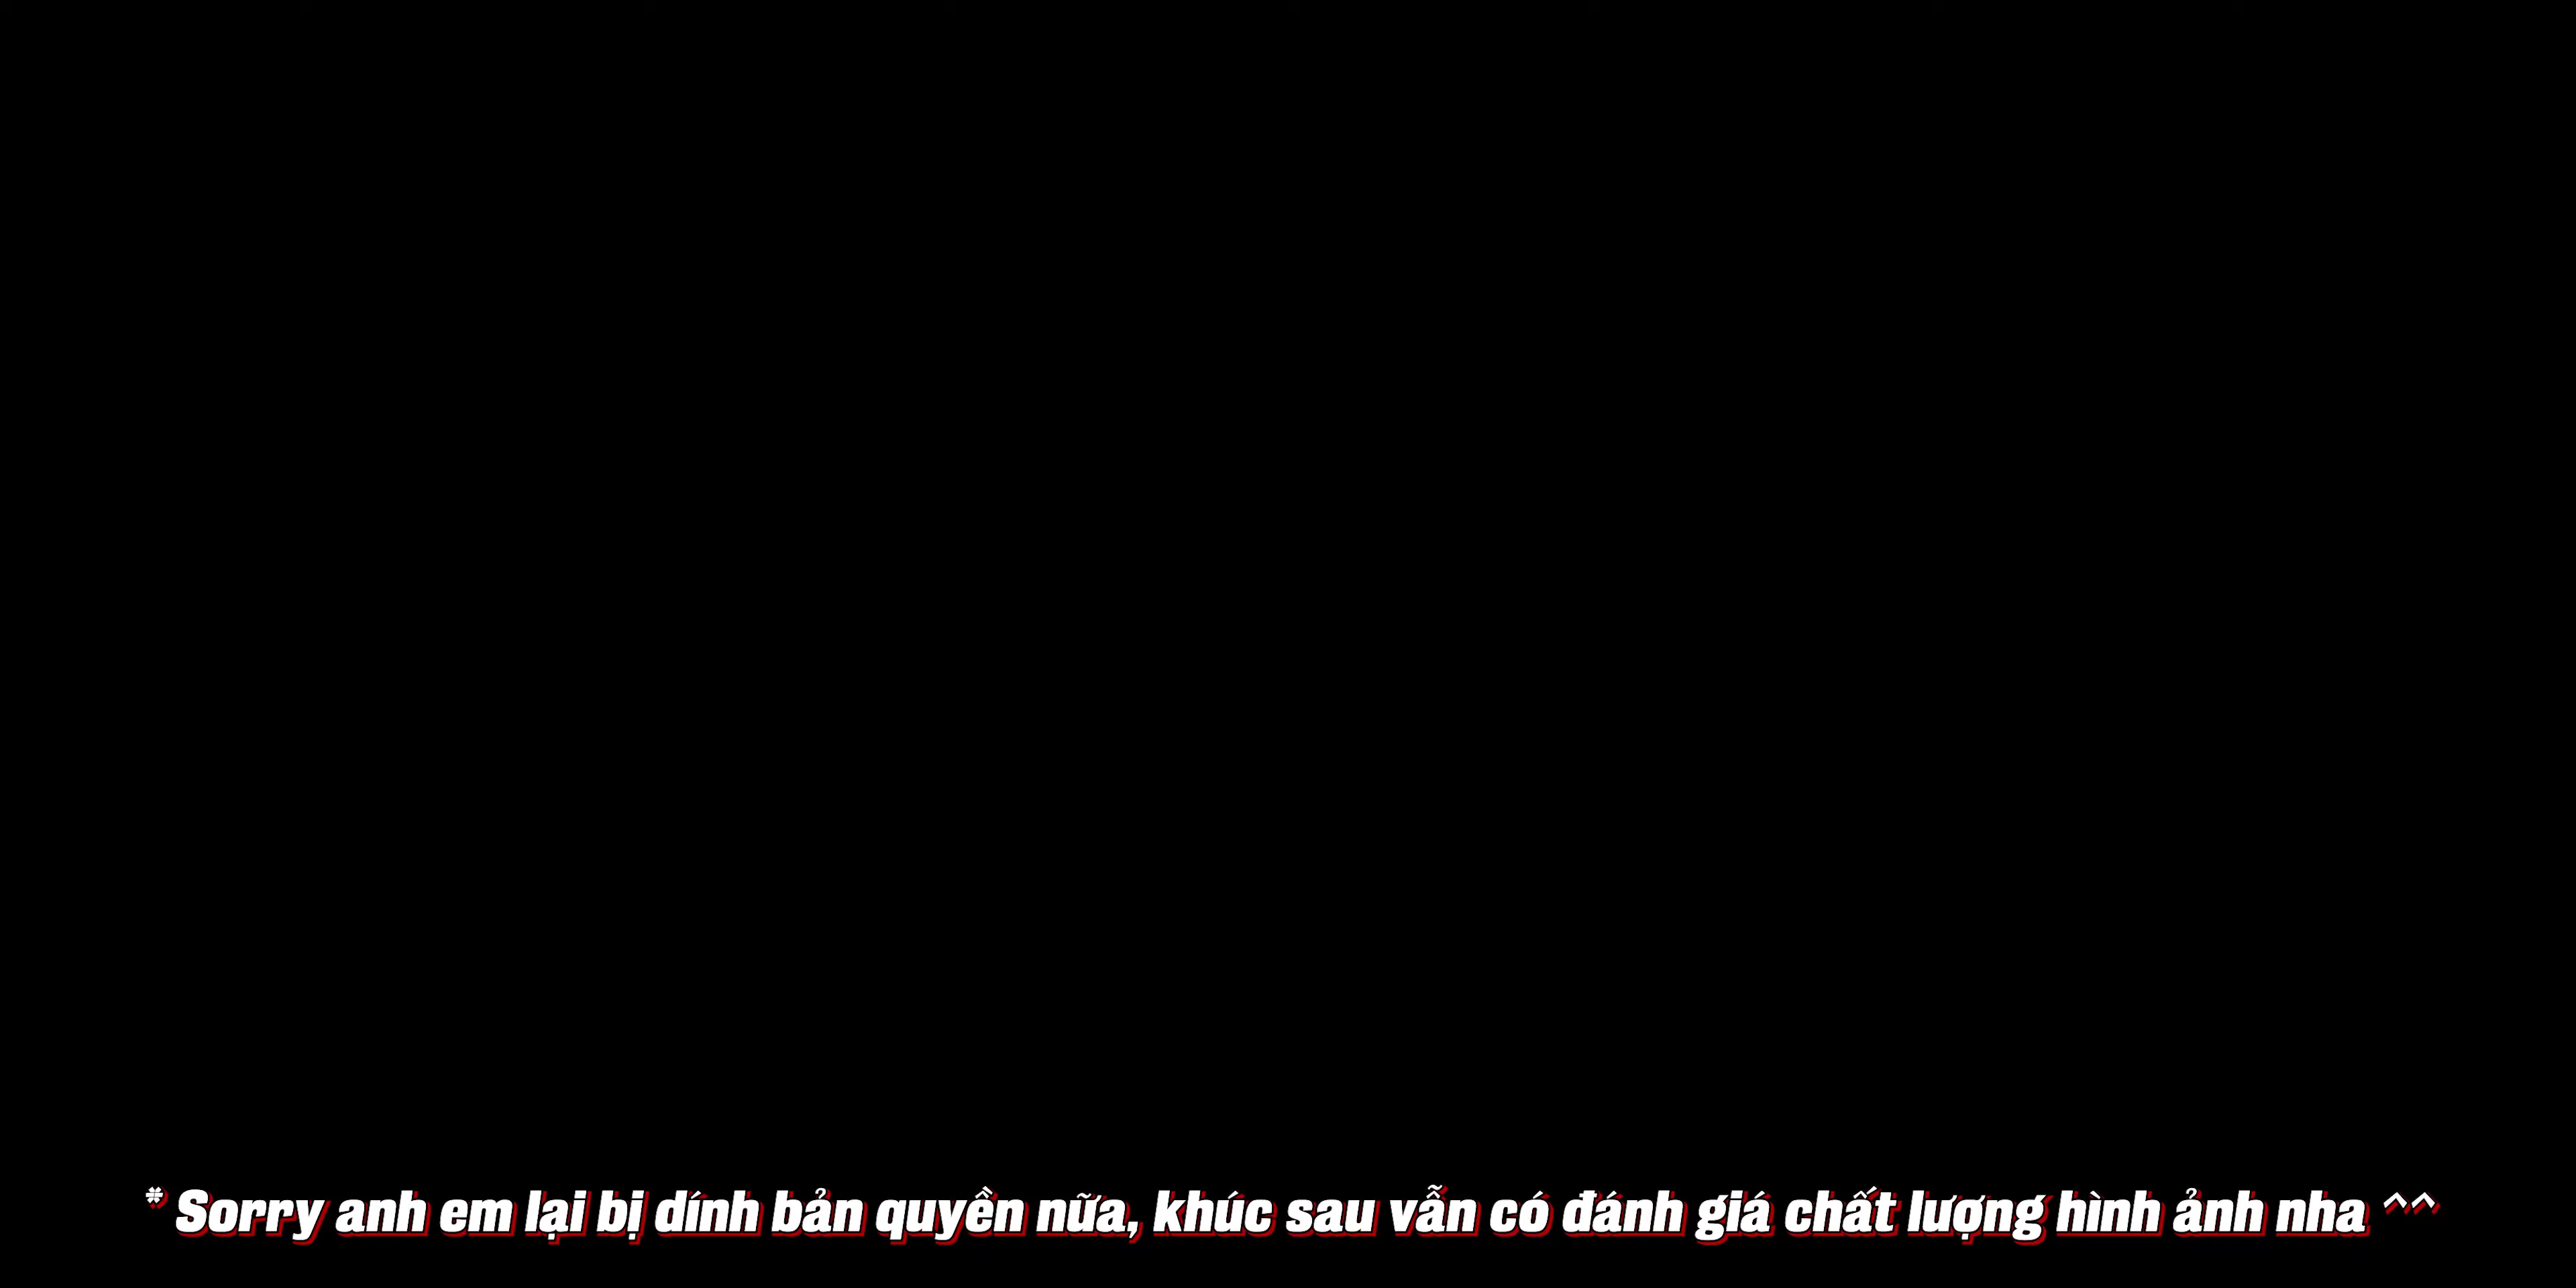 * Sorry anh em lại bị dính bản quyền nữa, khúc sau vẫn có đánh giá chất lượng hình ảnh nha ^^